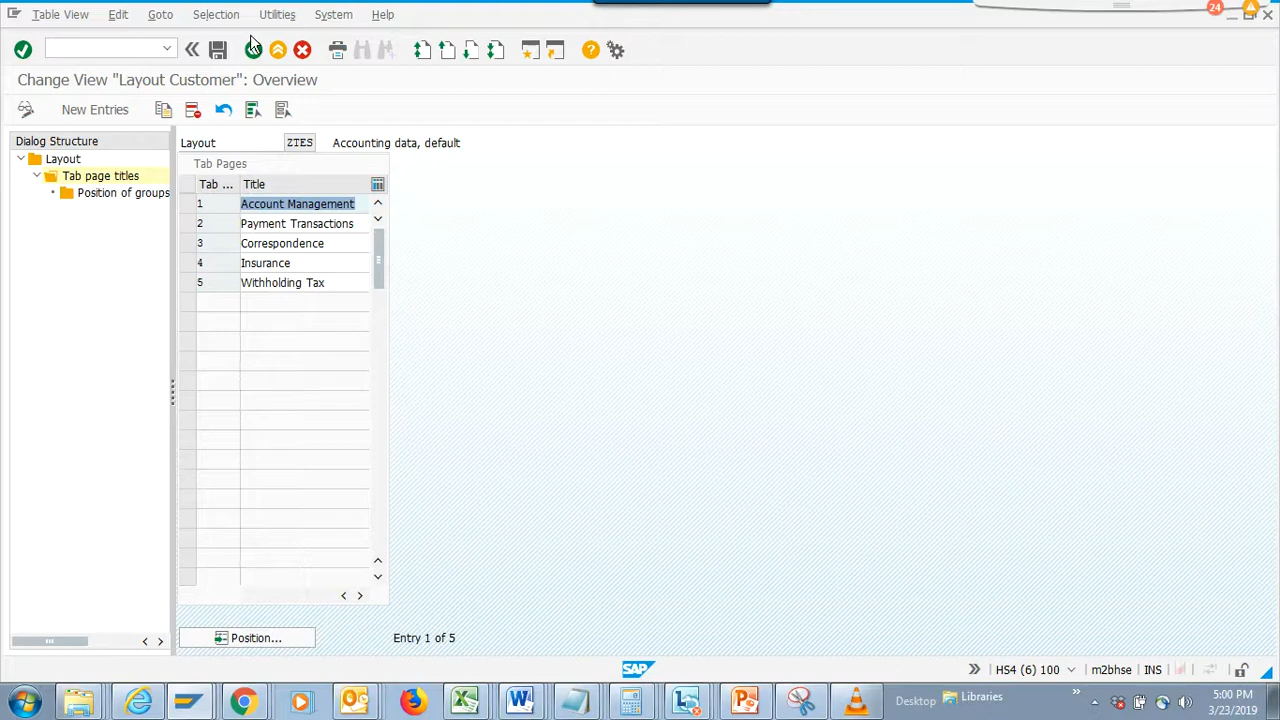 Table View Edit Goto Selection Utilities System Help
24
Change View "Layout Customer": Overview
New Entries
Dialog Structure
Layout
Tab page titles
Position of groups
Layout ZTES Accounting data, default
Tab Pages
Tab ... Title
1 Account Management
2 Payment Transactions
3 Correspondence
4 Insurance
5 Withholding Tax
Position... Entry 1 of 5
SAP
HS4 (6) 100 m2bhse INS
Desktop Libraries
5:00 PM
3/23/2019